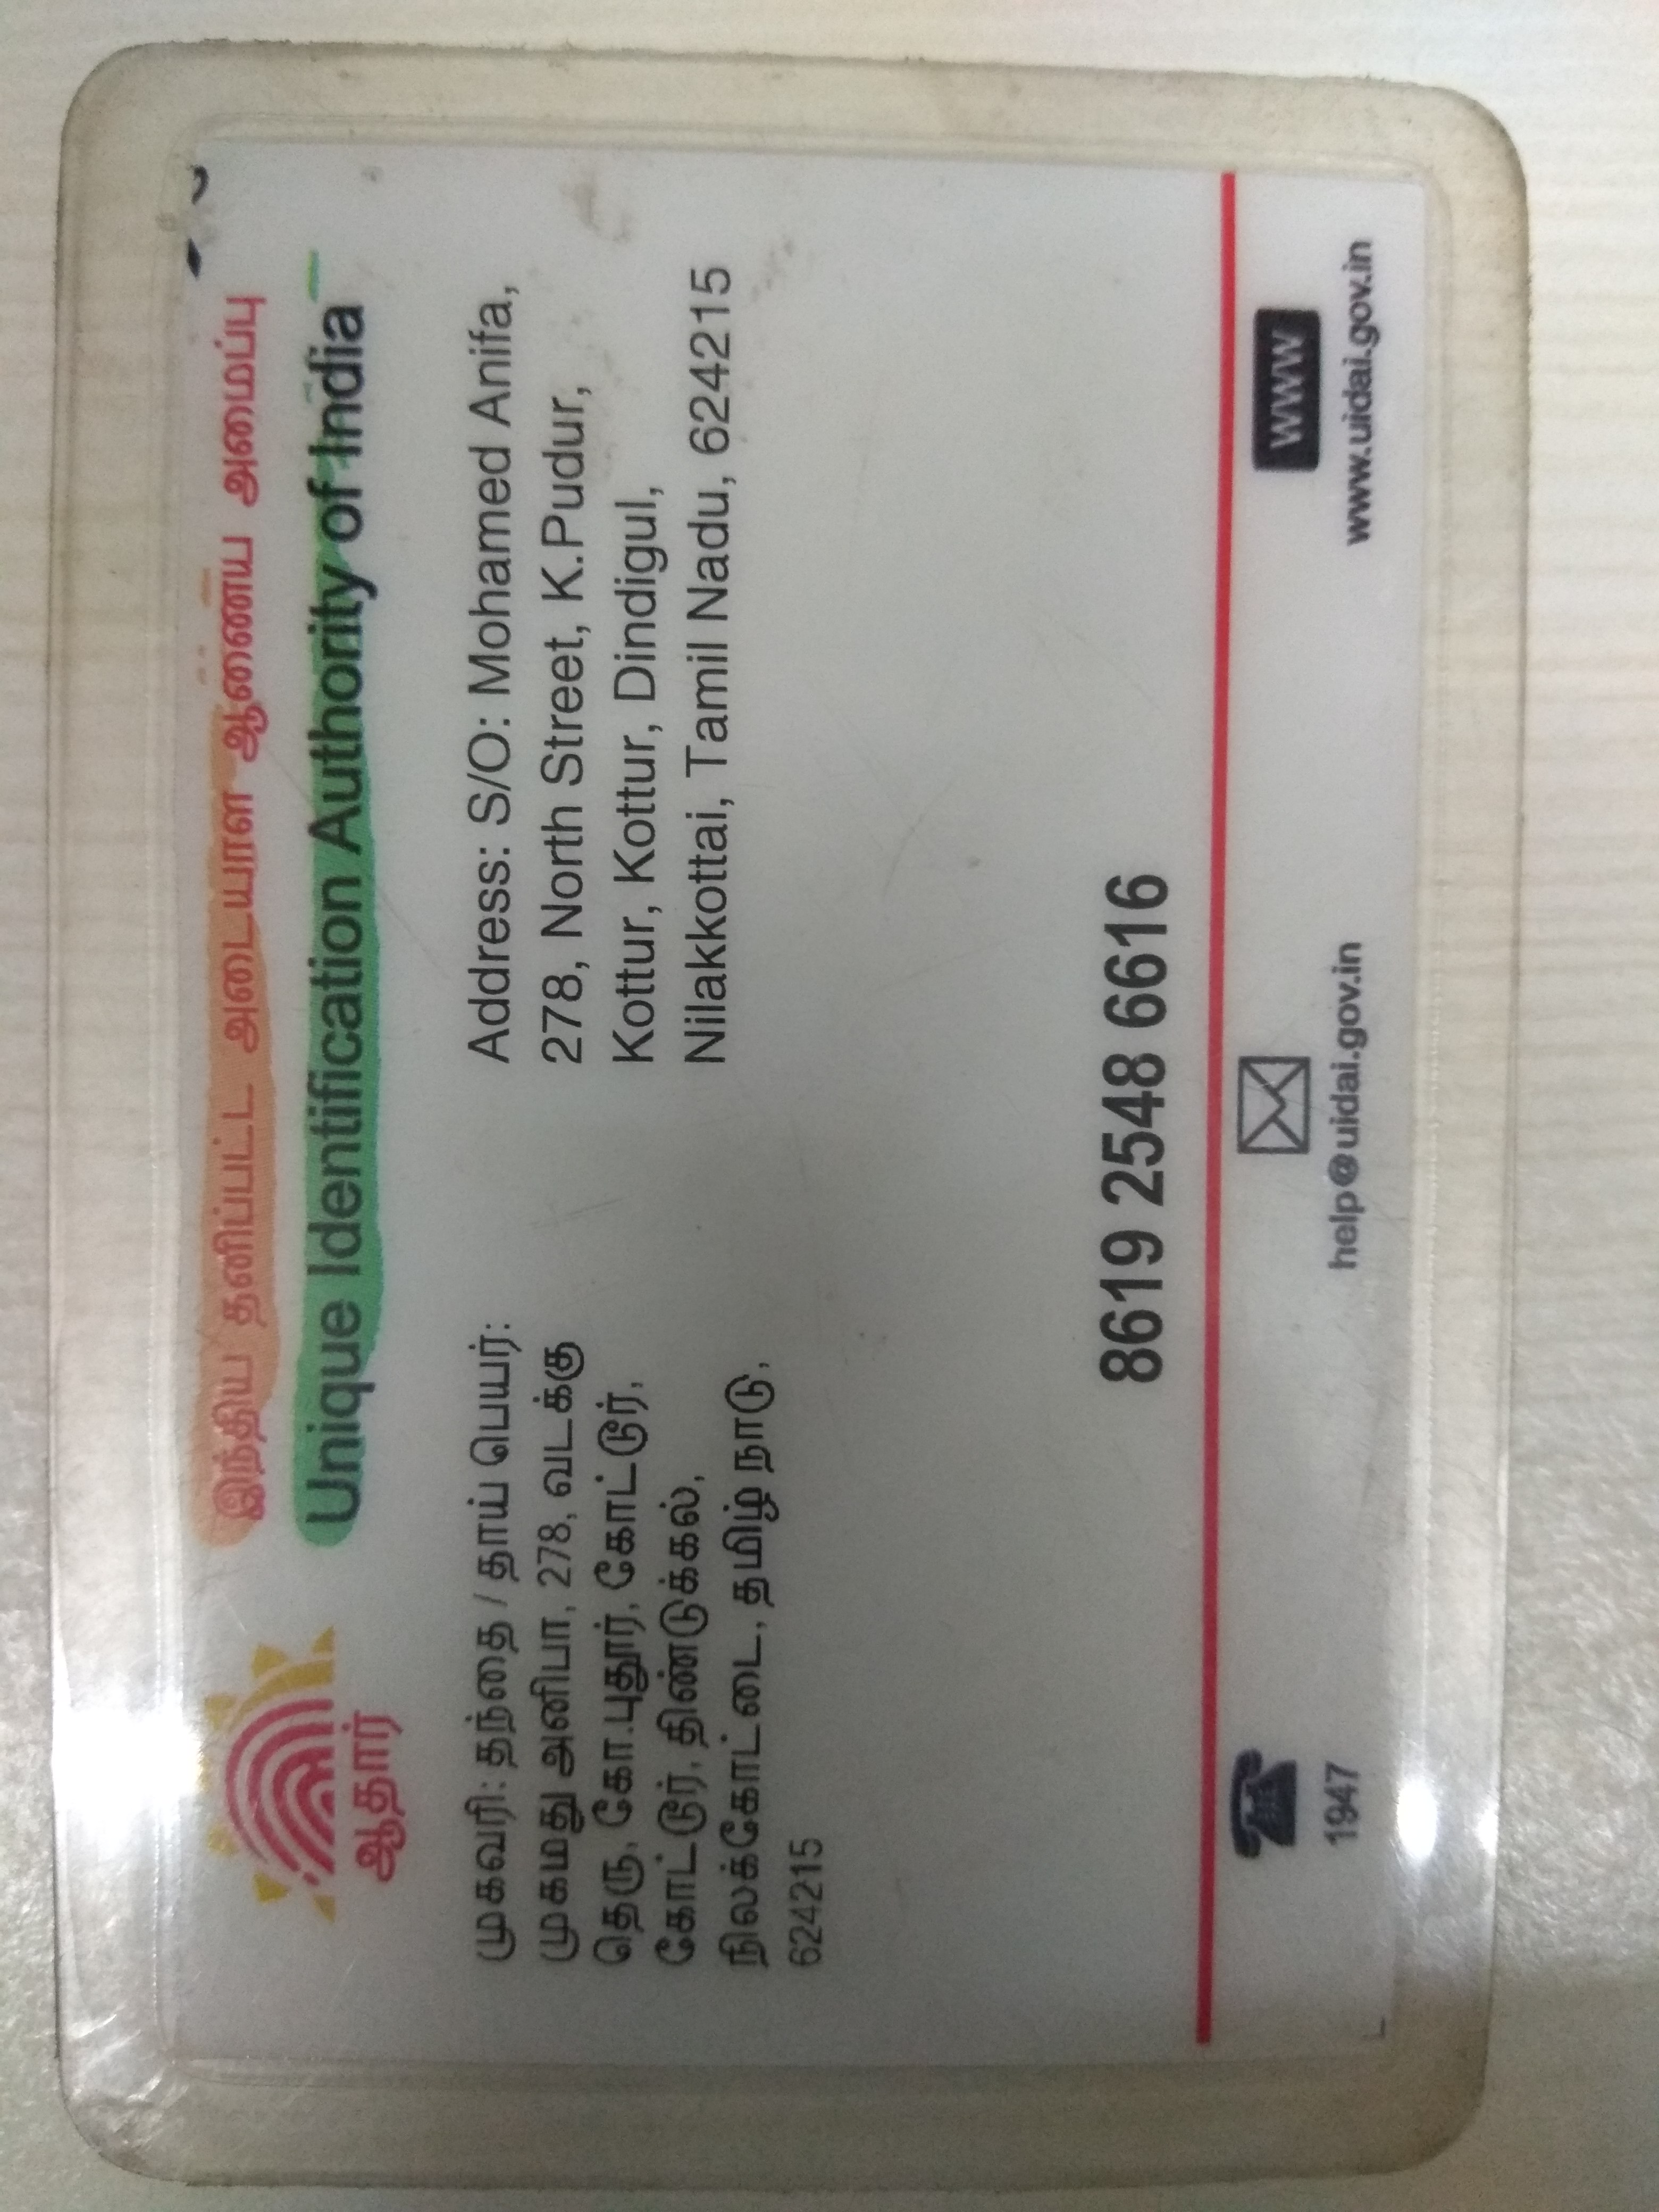 இந்திய தனிப்பட்ட அடையாள ஆணைய அமைப்பு
Unique Identification Authority of India
ஆதார்
முகவரி: தந்தை / தாய் பெயர்:
முகமது அனிபா, 278, வடக்கு
தெரு, கோ.புதூர், கோட்டூர்,
கோட்டூர், திண்டுக்கல்,
நிலக்கோட்டை, தமிழ் நாடு,
624215
Address: S/O: Mohamed Anifa,
278, North Street, K.Pudur,
Kottur, Kottur, Dindigul,
Nilakkottai, Tamil Nadu, 624215
8619 2548 6616
1947
help@uidai.gov.in
www
www.uidai.gov.in